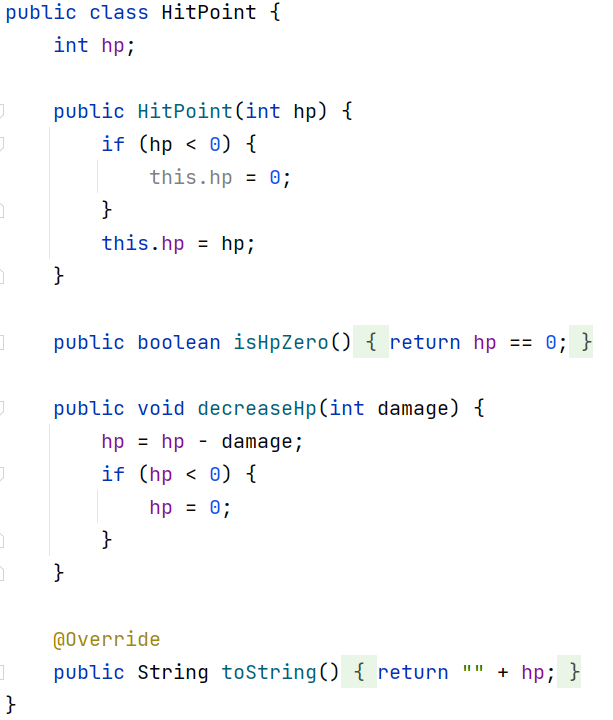 public class HitPoint {
    int hp;

    public HitPoint(int hp) {
        if (hp < 0) {
            this.hp = 0;
        }
        this.hp = hp;
    }

    public boolean isHpZero() { return hp == 0; }

    public void decreaseHp(int damage) {
        hp = hp - damage;
        if (hp < 0) {
            hp = 0;
        }
    }

    @Override
    public String toString() { return "" + hp; }
}